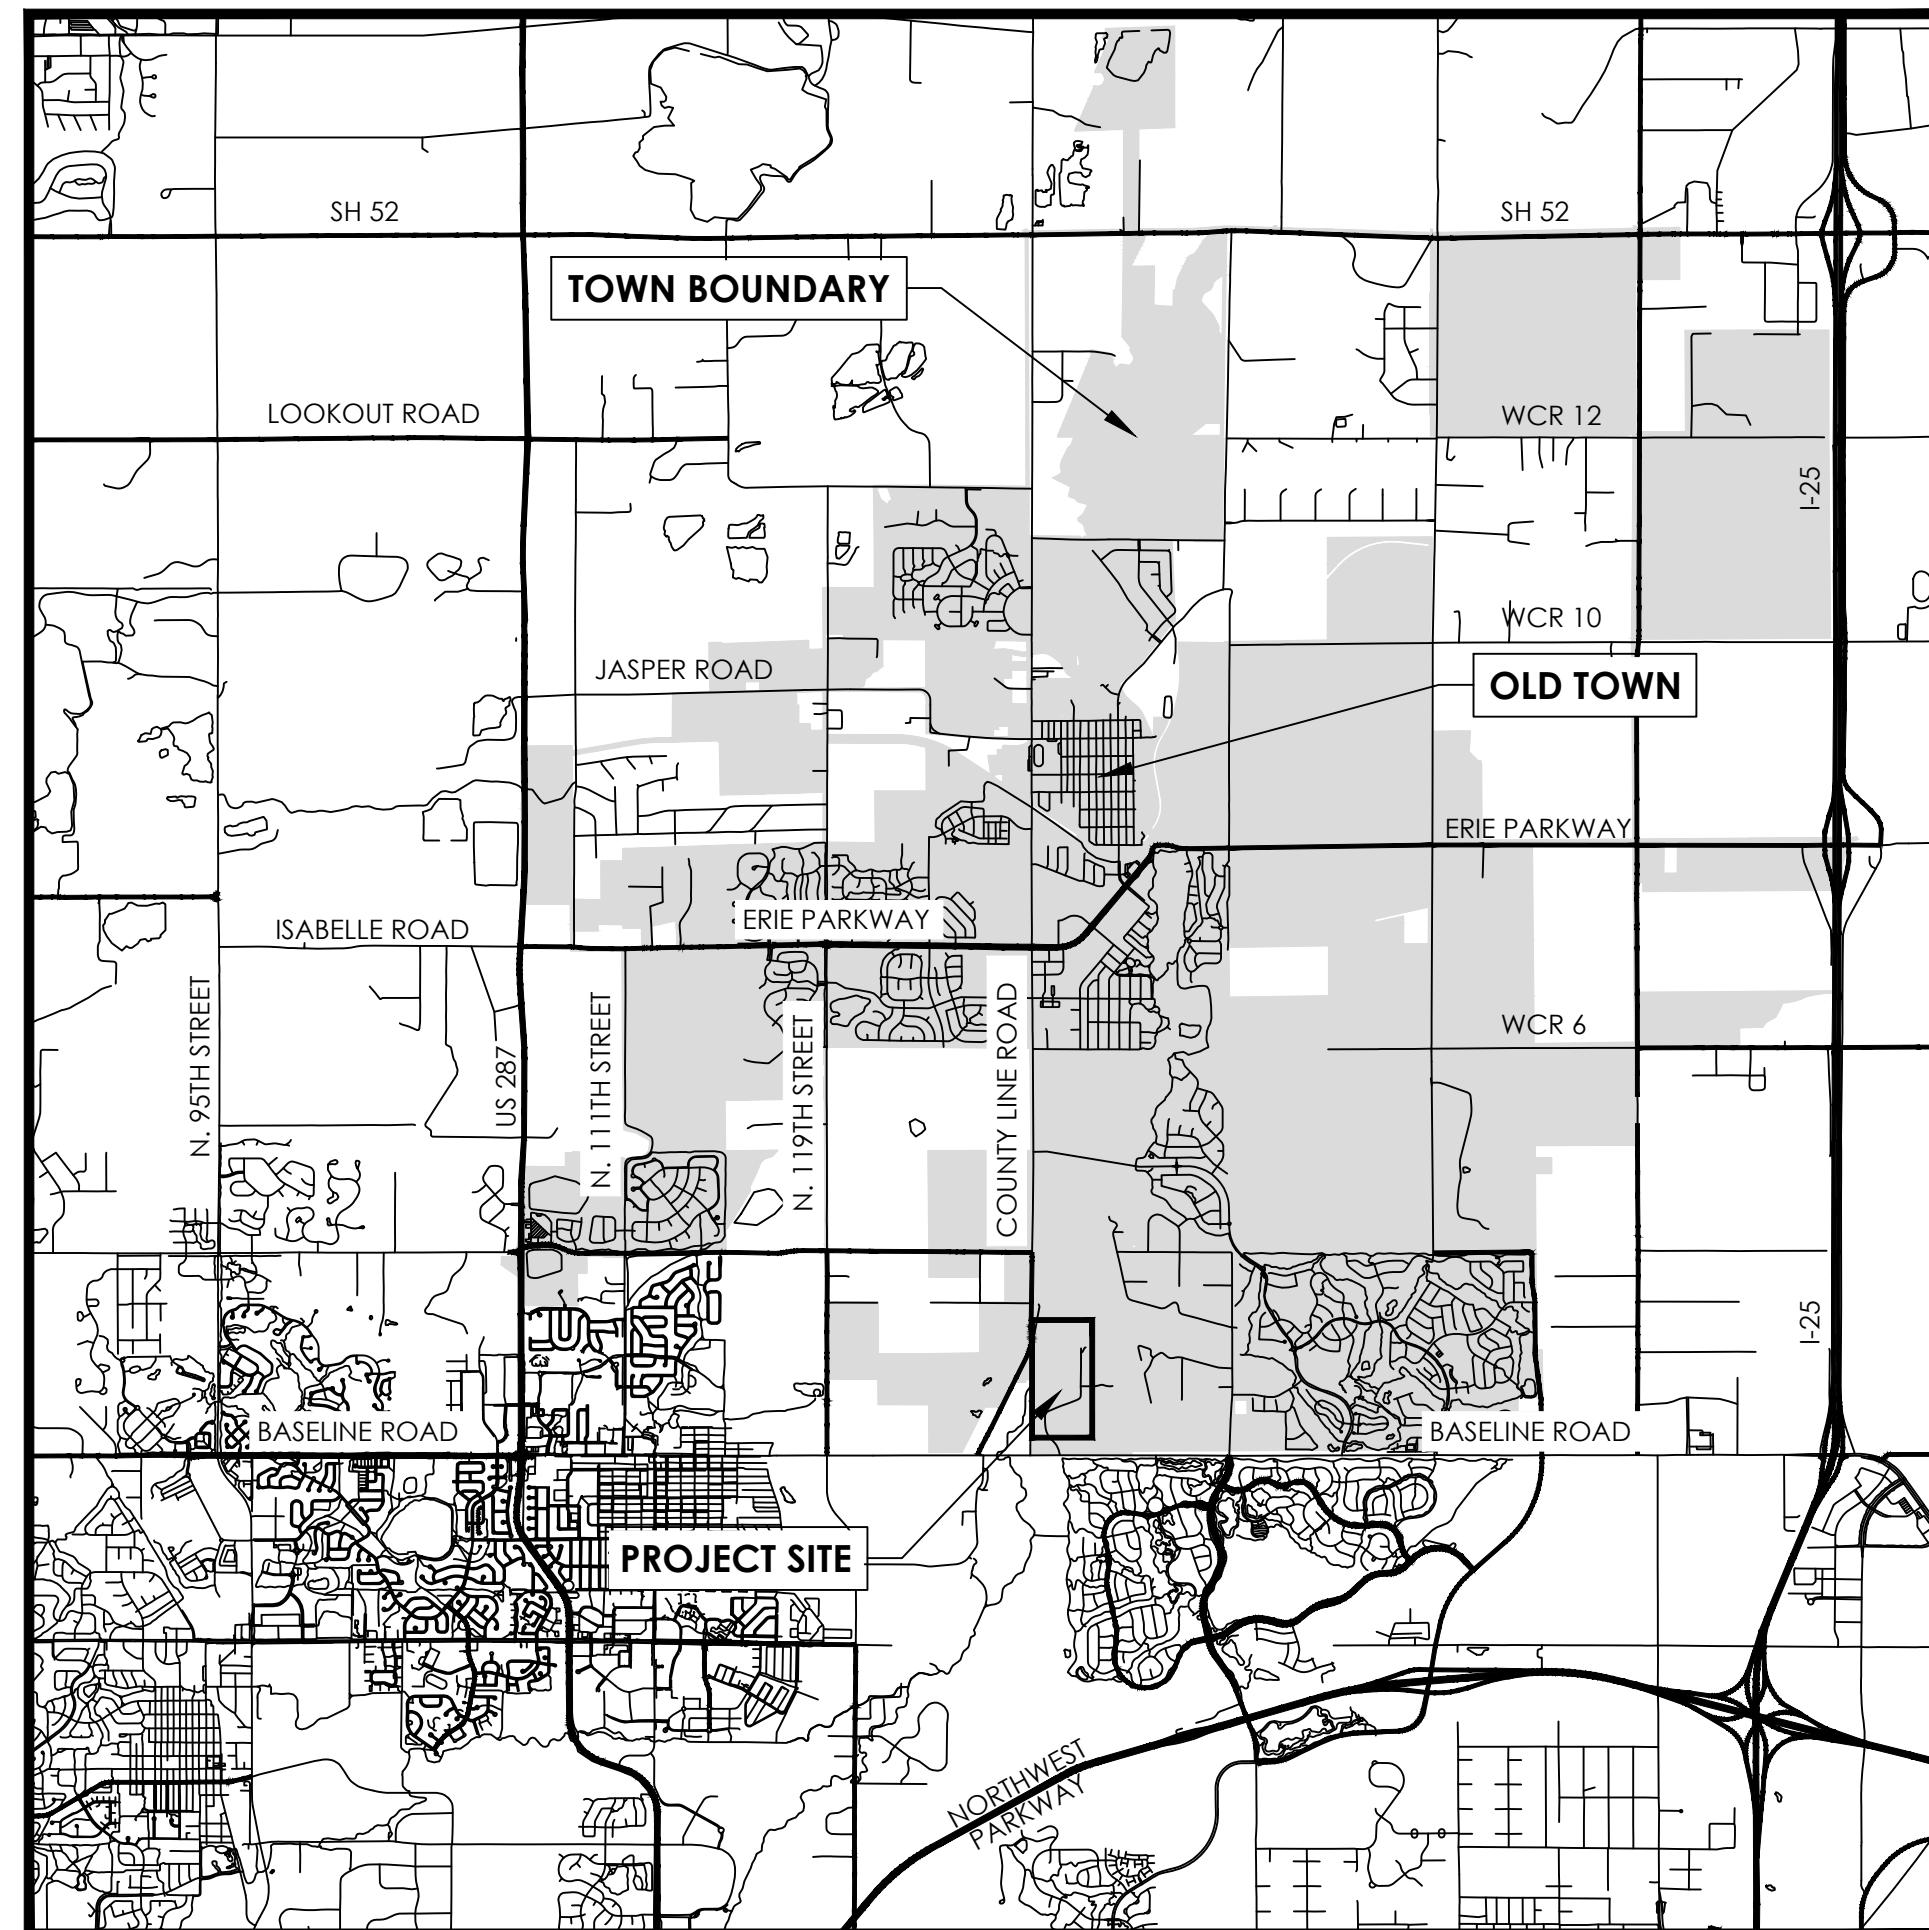 SH 52
SH 52
TOWN BOUNDARY
LOOKOUT ROAD
WCR 12
I-25
WCR 10
JASPER ROAD
OLD TOWN
ERIE PARKWAY
ERIE PARKWAY
ISABELLE ROAD
N. 95TH STREET
US 287
N. 111TH STREET
N. 119TH STREET
COUNTY LINE ROAD
WCR 6
I-25
BASELINE ROAD
BASELINE ROAD
PROJECT SITE
NORTHWEST
PARKWAY